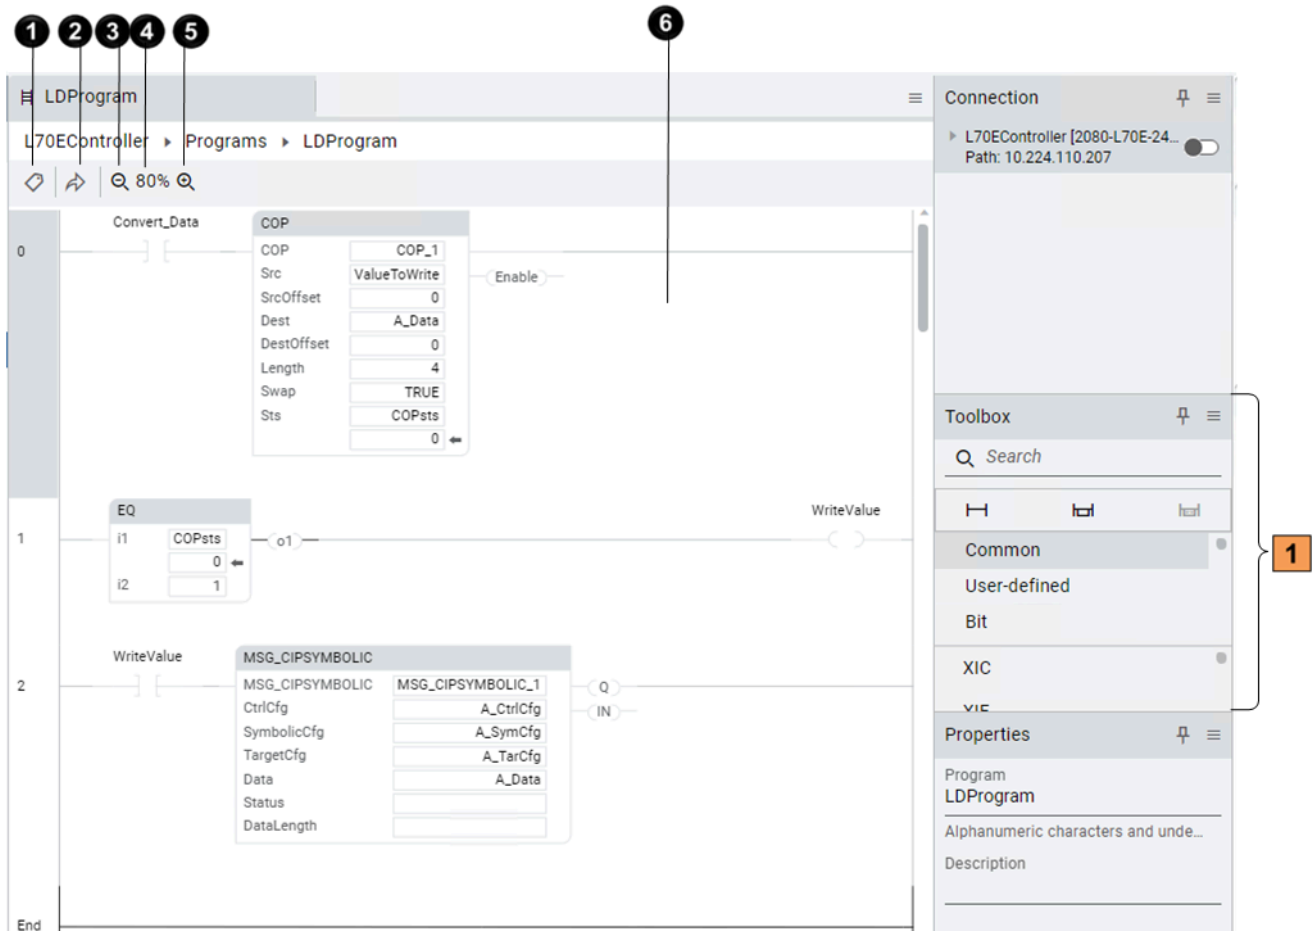 1 2 3 4 5 6
LDProgram
L70EController Programs LDProgram
80%
0
Convert_Data
COP
COP COP_1
Src ValueToWrite
Enable
SrcOffset 0
Dest A_Data
DestOffset 0
Length 4
Swap TRUE
Sts COPsts
0
1
EQ
i1 COPsts
o1
0
i2 1
WriteValue
2
WriteValue
MSG_CIPSYMBOLIC
MSG_CIPSYMBOLIC MSG_CIPSYMBOLIC_1
Q
CtrlCfg A_CtrlCfg
IN
SymbolicCfg A_SymCfg
TargetCfg A_TarCfg
Data A_Data
Status
DataLength
End
Connection
L70EController [2080-L70E-24...
Path: 10.224.110.207
Toolbox
Search
Common
User-defined
Bit
XIC
1
Properties
Program
LDProgram
Alphanumeric characters and unde...
Description